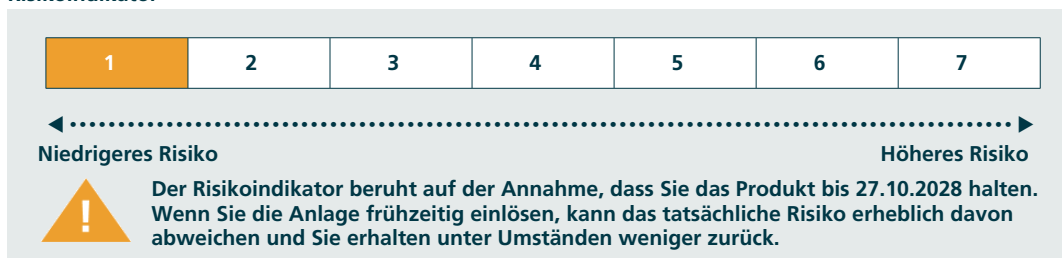 1 2 3 4 5 6 7
Niedrigeres Risiko Höheres Risiko
! Der Risikoindikator beruht auf der Annahme, dass Sie das Produkt bis 27.10.2028 halten.
Wenn Sie die Anlage frühzeitig einlösen, kann das tatsächliche Risiko erheblich davon
abweichen und Sie erhalten unter Umständen weniger zurück.